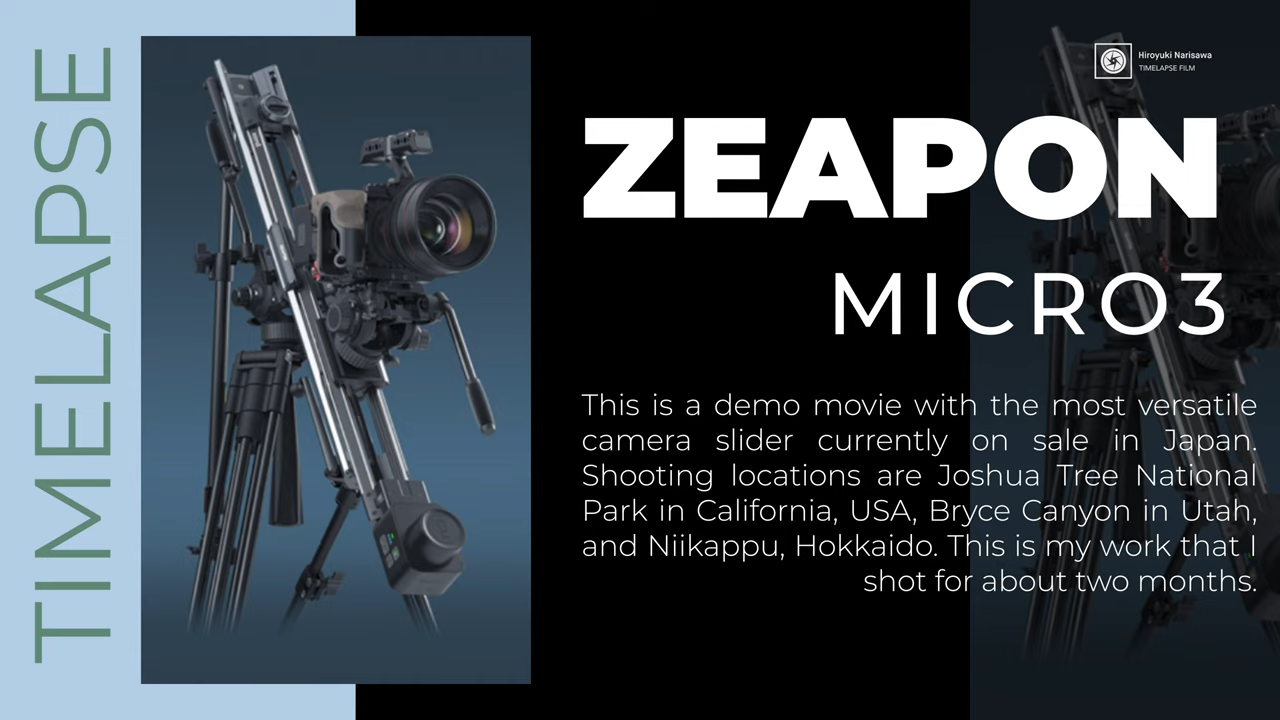 TIMELAPSE
Hiroyuki Narisawa
TIMELAPSE FILM
ZEAPON
MICRO3
This is a demo movie with the most versatile
camera slider currently on sale in Japan.
Shooting locations are Joshua Tree National
Park in California, USA, Bryce Canyon in Utah,
and Niikappu, Hokkaido. This is my work that I
shot for about two months.